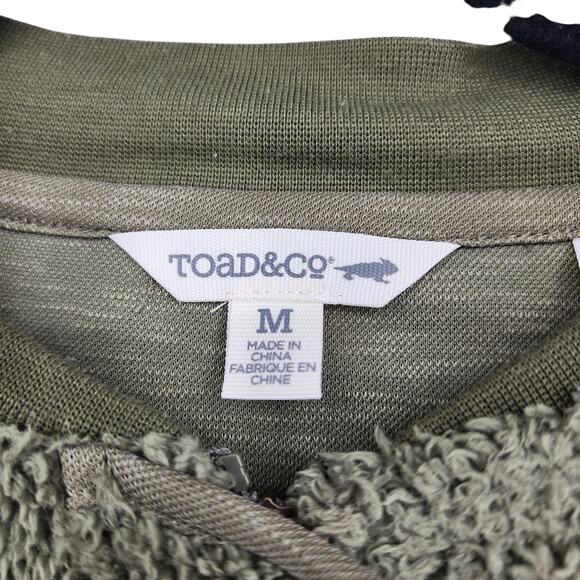 TOAD&CO®
M
MADE IN
CHINA
FABRIQUE EN
CHINE